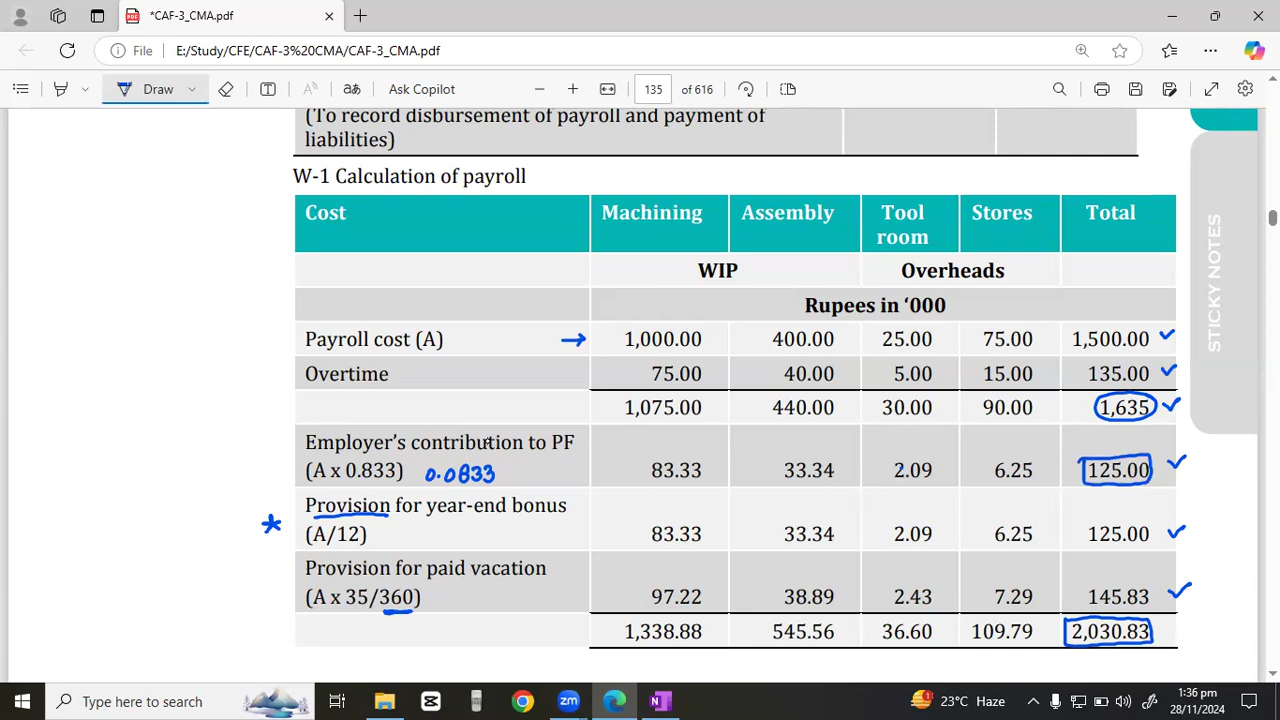 *CAF-3_CMA.pdf
File E:/Study/CFE/CAF-3%20CMA/CAF-3_CMA.pdf
Draw Ask Copilot 135 of 616
(To record disbursement of payroll and payment of
liabilities)
W-1 Calculation of payroll
Cost Machining Assembly Tool room Stores Total
WIP Overheads
Rupees in ‘000
Payroll cost (A) 1,000.00 400.00 25.00 75.00 1,500.00
Overtime 75.00 40.00 5.00 15.00 135.00
1,075.00 440.00 30.00 90.00 1,635
Employer’s contribution to PF
(A x 0.833) 0.0833 83.33 33.34 2.09 6.25 125.00
Provision for year-end bonus
(A/12) 83.33 33.34 2.09 6.25 125.00
Provision for paid vacation
(A x 35/360) 97.22 38.89 2.43 7.29 145.83
1,338.88 545.56 36.60 109.79 2,030.83
STICKY NOTES
Type here to search 23°C Haze 1:36 pm
28/11/2024